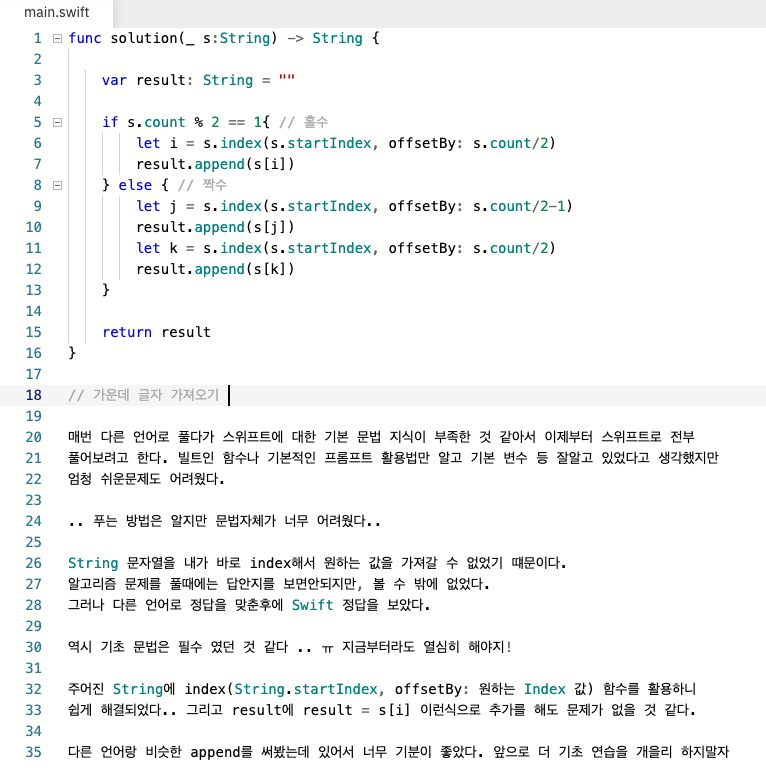 main.swift
1 func solution(_ s:String) -> String {
2
3 var result: String = ""
4
5 if s.count % 2 == 1{ // 홀수
6 let i = s.index(s.startIndex, offsetBy: s.count/2)
7 result.append(s[i])
8 } else { // 짝수
9 let j = s.index(s.startIndex, offsetBy: s.count/2-1)
10 result.append(s[j])
11 let k = s.index(s.startIndex, offsetBy: s.count/2)
12 result.append(s[k])
13 }
14
15 return result
16 }
17
18 // 가운데 글자 가져오기
19
20 매번 다른 언어로 풀다가 스위프트에 대한 기본 문법 지식이 부족한 것 같아서 이제부터 스위프트로 전부
21 풀어보려고 한다. 빌트인 함수나 기본적인 프롬프트 활용법만 알고 기본 변수 등 잘알고 있었다고 생각했지만
22 엄청 쉬운문제도 어려웠다.
23
24 .. 푸는 방법은 알지만 문법자체가 너무 어려웠다..
25
26 String 문자열을 내가 바로 index해서 원하는 값을 가져갈 수 없었기 떄문이다.
27 알고리즘 문제를 풀때에는 답안지를 보면안되지만, 볼 수 밖에 없었다.
28 그러나 다른 언어로 정답을 맞춘후에 Swift 정답을 보았다.
29
30 역시 기초 문법은 필수 였던 것 같다 .. ㅠ 지금부터라도 열심히 해야지!
31
32 주어진 String에 index(String.startIndex, offsetBy: 원하는 Index 값) 함수를 활용하니
33 쉽게 해결되었다.. 그리고 result에 result = s[i] 이런식으로 추가를 해도 문제가 없을 것 같다.
34
35 다른 언어랑 비슷한 append를 써봤는데 있어서 너무 기분이 좋았다. 앞으로 더 기초 연습을 개을리 하지말자